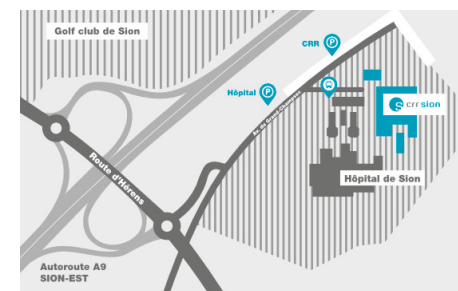 Golf club de Sion
CRR P
Hôpital P
Av. du Grand-Champsec
crr sion
Hôpital de Sion
Route d'Hérens
Autoroute A9
SION-EST